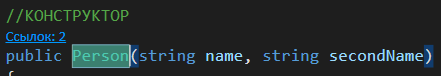 //КОНСТРУКТОР
Ссылок: 2
public Person(string name, string secondName)